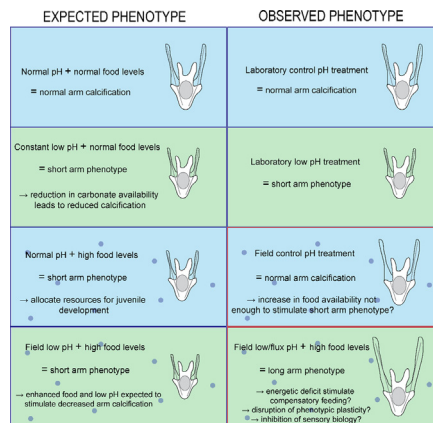 EXPECTED PHENOTYPE
OBSERVED PHENOTYPE
Normal pH + normal food levels
= normal arm calcification
Laboratory control pH treatment
= normal arm calcification
Constant low pH + normal food levels
= short arm phenotype
→ reduction in carbonate availability
leads to reduced calcification
Laboratory low pH treatment
= short arm phenotype
Normal pH + high food levels
= short arm phenotype
→ allocate resources for juvenile
development
Field control pH treatment
= normal arm calcification
→ increase in food availability not
enough to stimulate short arm phenotype?
Field low pH + high food levels
= short arm phenotype
→ enhanced food and low pH expected to
stimulate decreased arm calcification
Field low/flux pH + high food levels
= long arm phenotype
→ energetic deficit stimulate
compensatory feeding?
→ disruption of phenotypic plasticity?
→ inhibition of sensory biology?